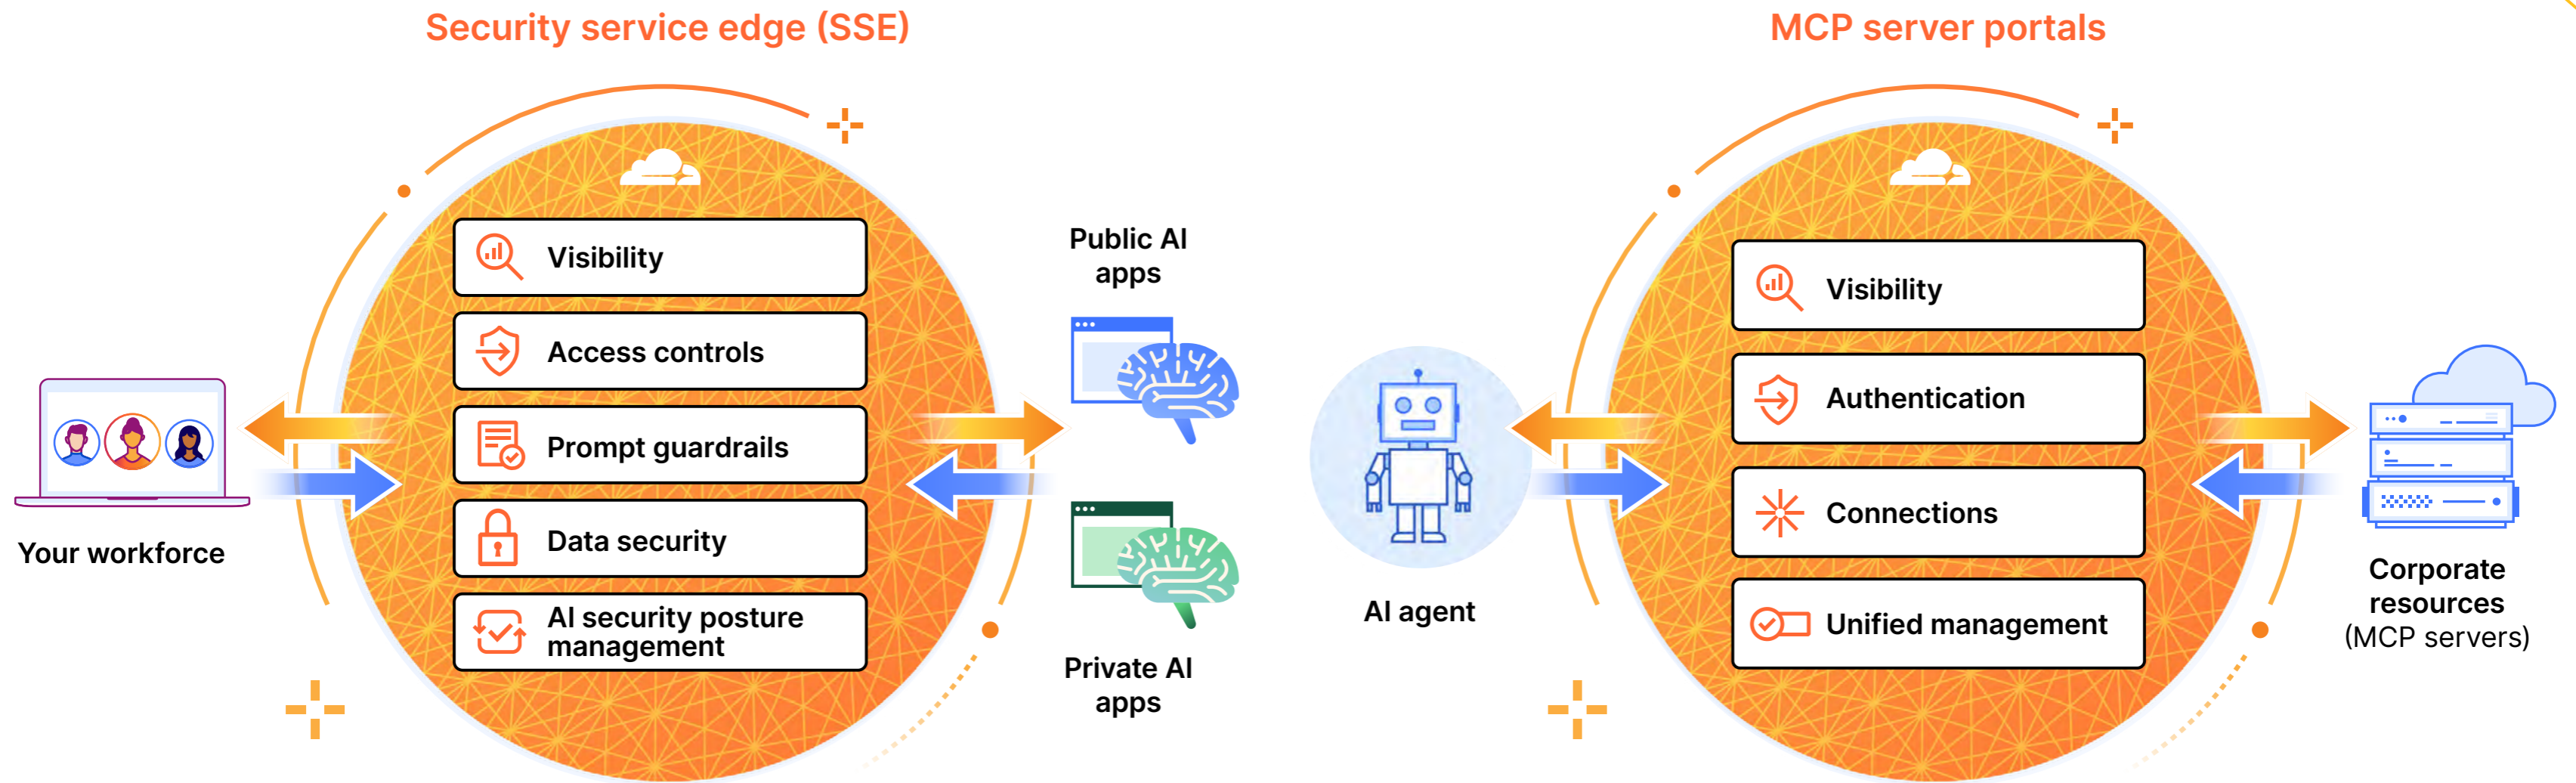 Security service edge (SSE)
Visibility
Access controls
Prompt guardrails
Data security
AI security posture
management
Your workforce
Public AI
apps
Private AI
apps
MCP server portals
Visibility
Authentication
Connections
Unified management
AI agent
Corporate
resources
(MCP servers)